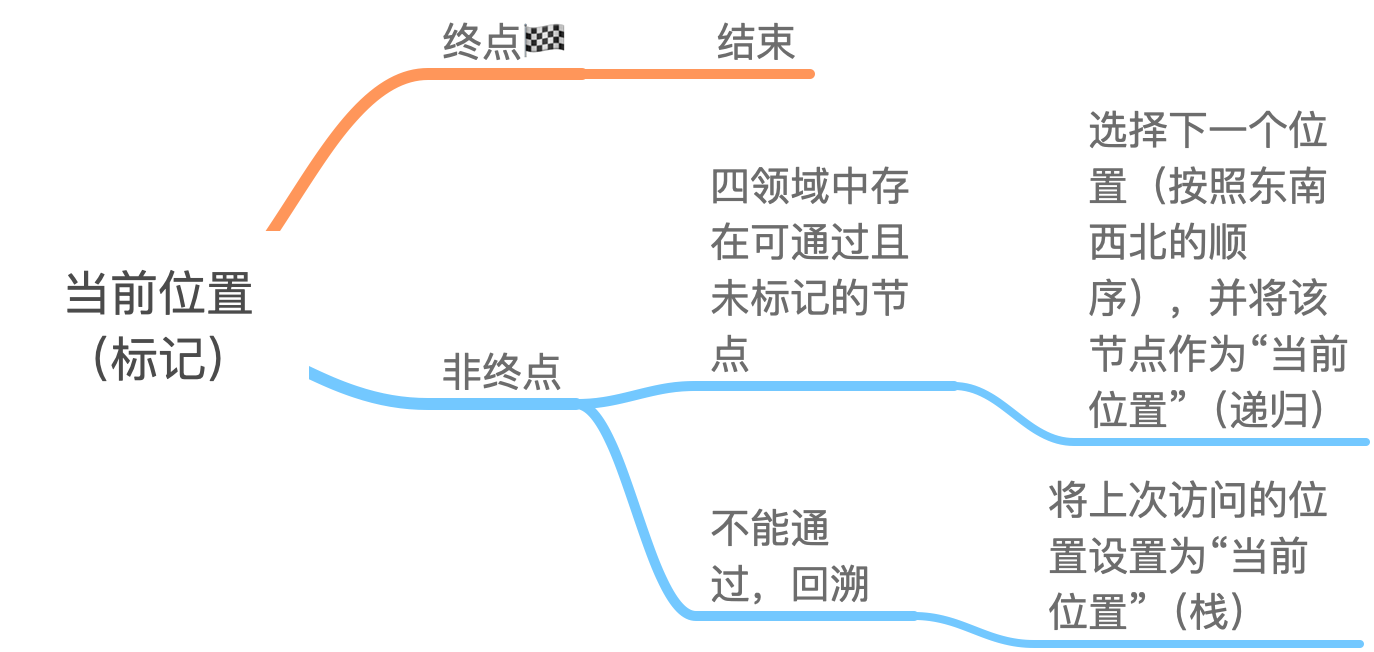 当前位置
（标记）
终点🏁
结束
非终点
四领域中存
在可通过且
未标记的节
点
选择下一个位
置（按照东南
西北的顺
序），并将该
节点作为“当前
位置”（递归）
不能通
过，回溯
将上次访问的位
置设置为“当前
位置”（栈）